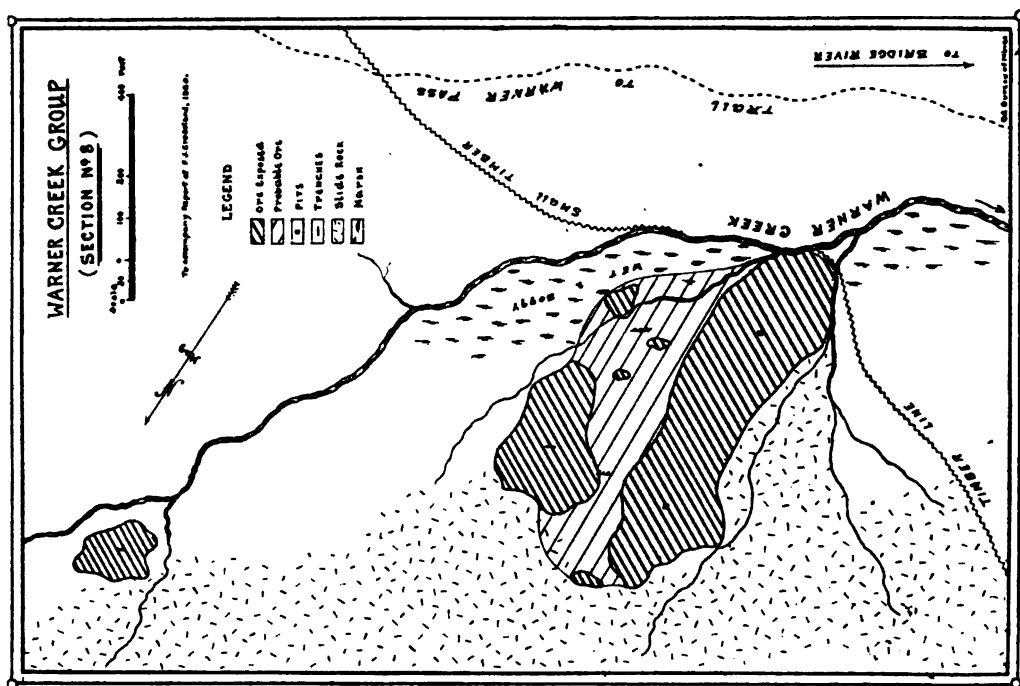 WARNER CREEK GROUP
(SECTION Nº 8)
Scale
0
50
100
200
400 FEET
LEGEND
Ore Exposed
Probable Ore
Pits
Trenches
Slide Rock
Marsh
N
TO BRIDGE RIVER
TRAIL TO WARNER PASS
SMALL TIMBER
WARNER CREEK
WET
BOGGY
TIMBER LINE